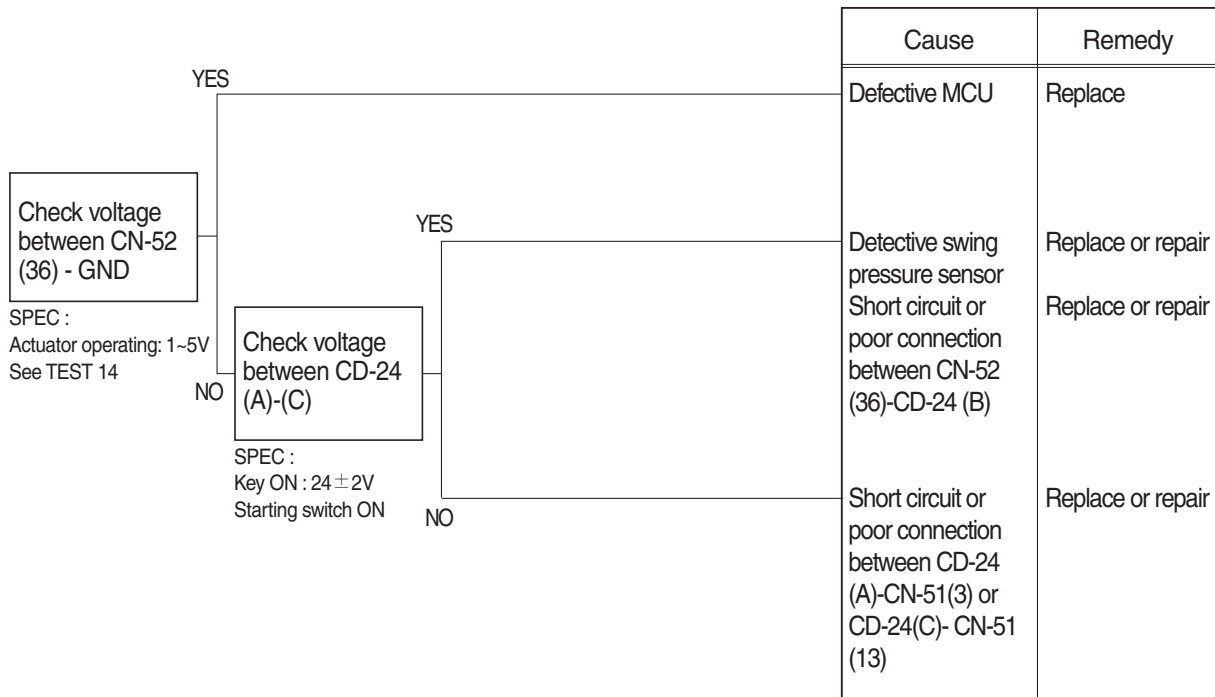 Cause Remedy
YES
Defective MCU Replace
Check voltage
between CN-52
(36) - GND
SPEC :
Actuator operating: 1~5V
See TEST 14
NO
YES
Detective swing
pressure sensor
Replace or repair
Check voltage
between CD-24
(A)-(C)
SPEC :
Key ON : 24±2V
Starting switch ON
Short circuit or
poor connection
between CN-52
(36)-CD-24 (B)
Replace or repair
NO
Short circuit or
poor connection
between CD-24
(A)-CN-51(3) or
CD-24(C)- CN-51
(13)
Replace or repair